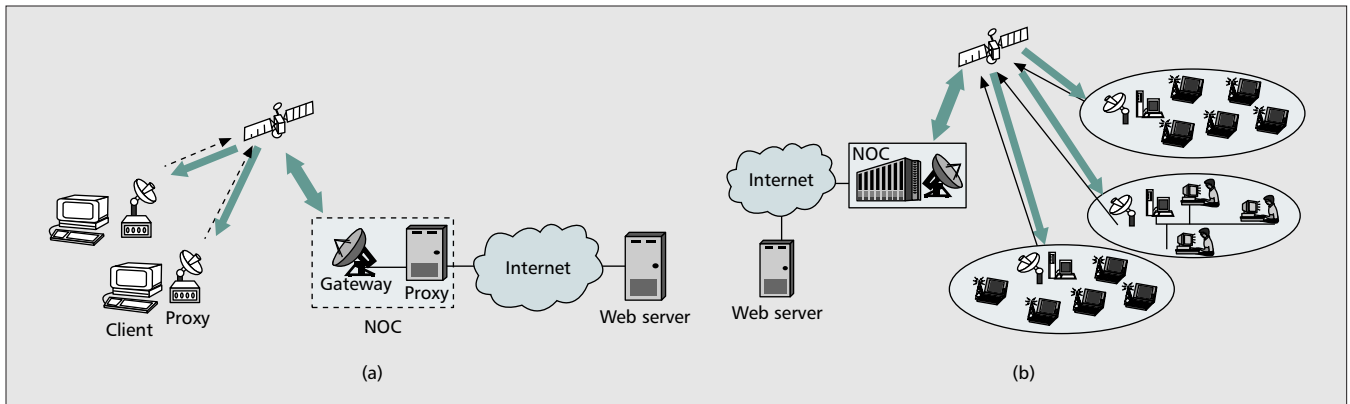 Client
Proxy
Gateway
Proxy
NOC
Internet
Web server
(a)
Internet
NOC
Web server
(b)